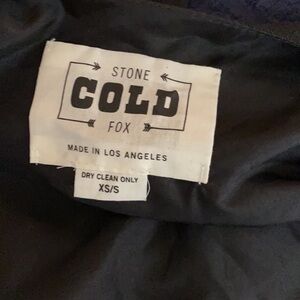 STONE
COLD
FOX
MADE IN LOS ANGELES
DRY CLEAN ONLY
XS/S